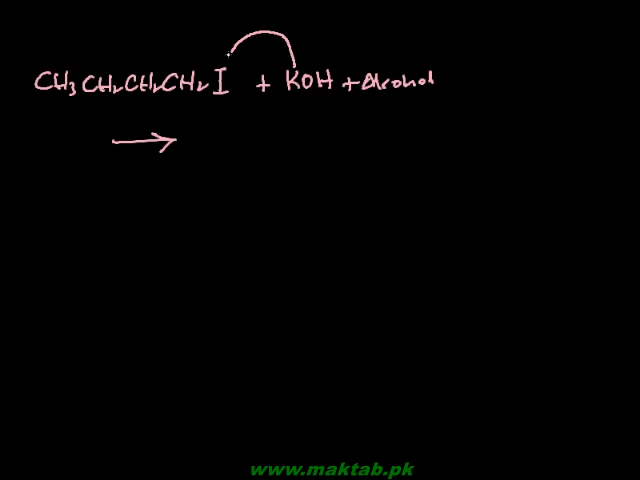 CH₃CH₂CH₂CH₂I + KOH + Alcohol
→
www.maktab.pk